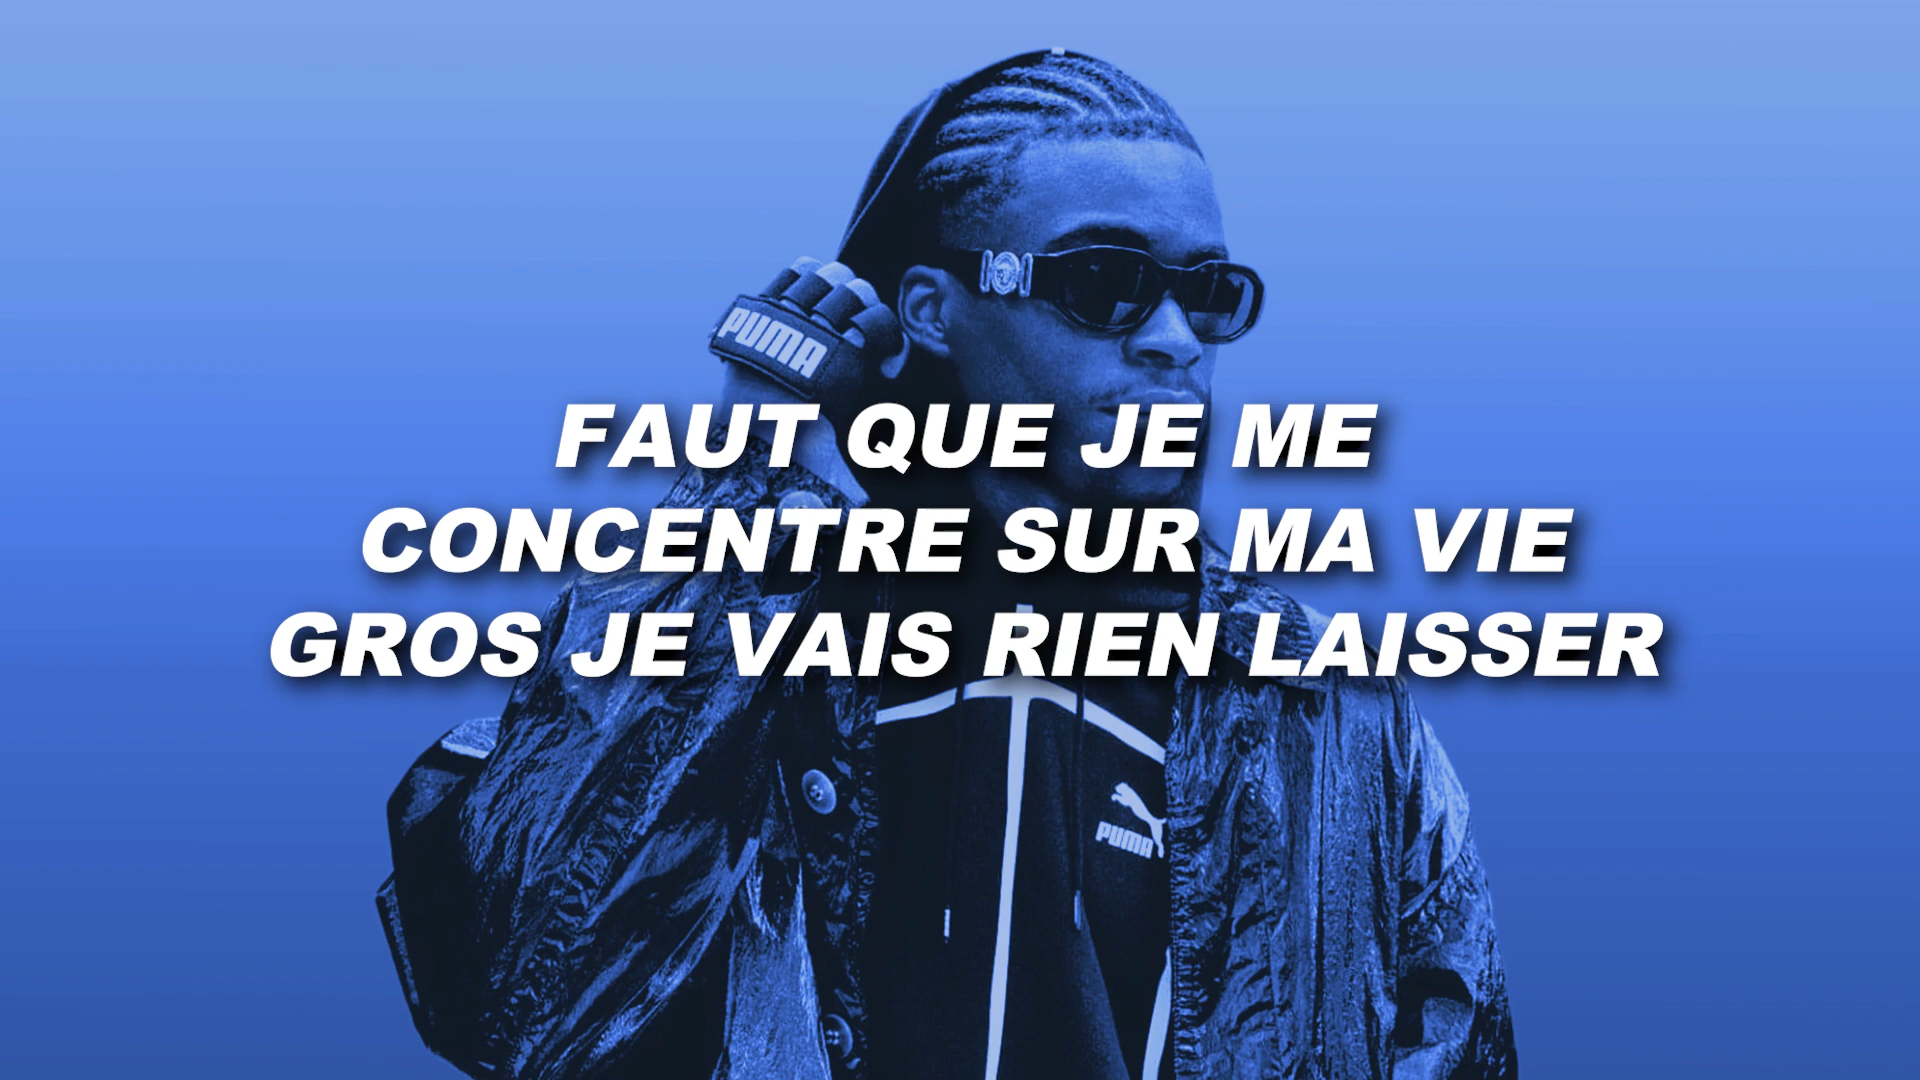 PUMA
FAUT QUE JE ME
CONCENTRE SUR MA VIE
GROS JE VAIS RIEN LAISSER
PUMA